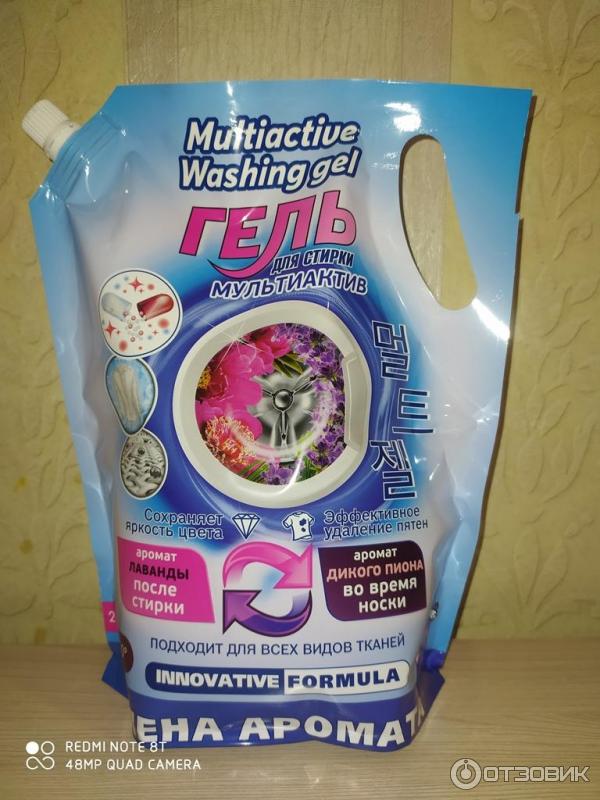 Multiactive
Washing gel
ГЕЛЬ
ДЛЯ СТИРКИ
МУЛЬТИАКТИВ
멀
티
젤
Сохраняет
яркость цвета
Эффективное
удаление пятен
аромат
ЛАВАНДЫ
после
стирки
аромат
ДИКОГО ПИОНА
во время
носки
2
ПОДХОДИТ ДЛЯ ВСЕХ ВИДОВ ТКАНЕЙ
INNOVATIVE FORMULA
ЕНА АРОМАТА
REDMI NOTE 8T
48MP QUAD CAMERA
ОТЗОВИК